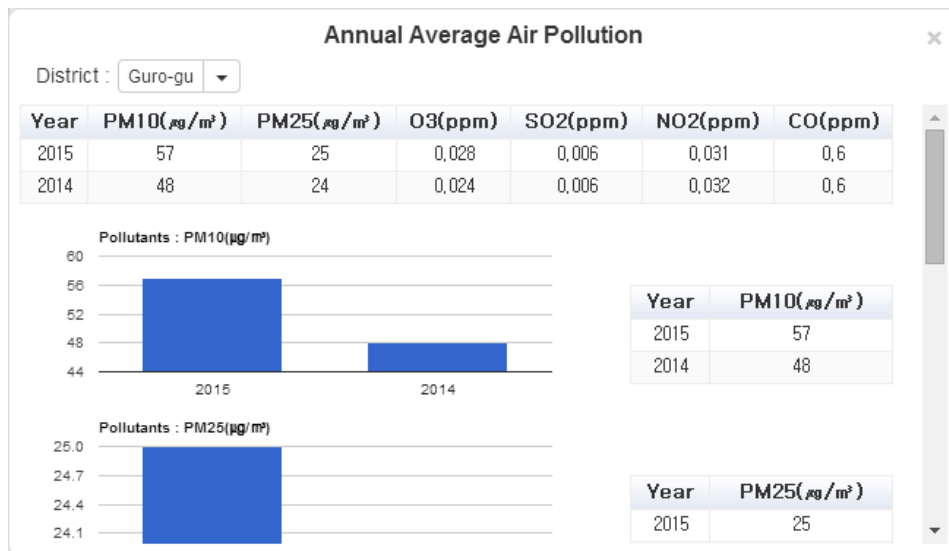 Annual Average Air Pollution
×
District : Guro-gu
Year PM10(㎍/㎥) PM25(㎍/㎥) O3(ppm) SO2(ppm) NO2(ppm) CO(ppm)
2015 57 25 0,028 0,006 0,031 0,6
2014 48 24 0,024 0,006 0,032 0,6
Pollutants : PM10(㎍/㎥)
60
56
52
48
44
2015 2014
Year PM10(㎍/㎥)
2015 57
2014 48
Pollutants : PM25(㎍/㎥)
25.0
24.7
24.4
24.1
Year PM25(㎍/㎥)
2015 25